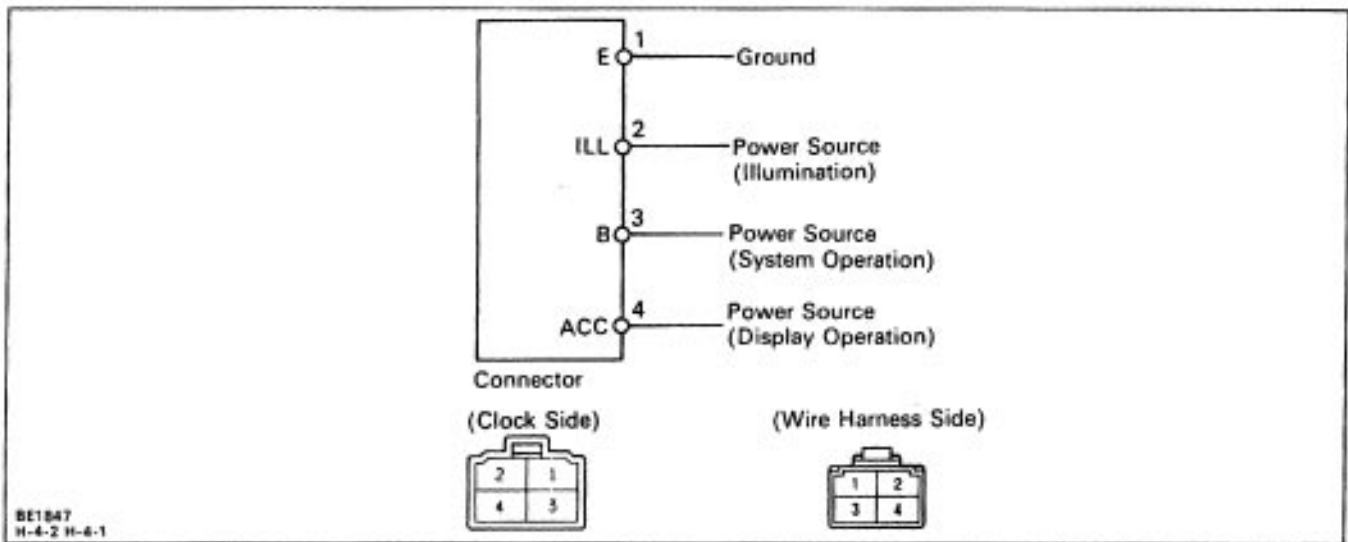 E 1 Ground
ILL 2 Power Source
(Illumination)
B 3 Power Source
(System Operation)
ACC 4 Power Source
(Display Operation)
Connector
(Clock Side)
2 1
4 3
(Wire Harness Side)
1 2
3 4
BE1847
H-4-2 H-4-1